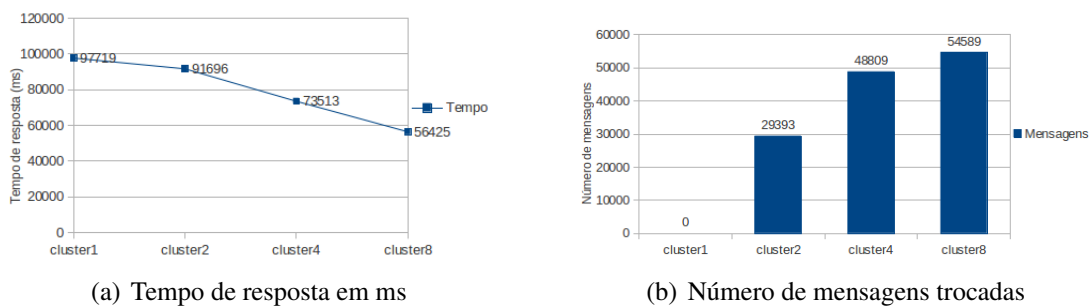 120000
100000
80000
60000
40000
20000
0
Tempo de resposta (ms)
97719
91696
73513
56425
Tempo
cluster1 cluster2 cluster4 cluster8
(a) Tempo de resposta em ms
60000
50000
40000
30000
20000
10000
0
Número de mensagens
0
29393
48809
54589
Mensagens
cluster1 cluster2 cluster4 cluster8
(b) Número de mensagens trocadas